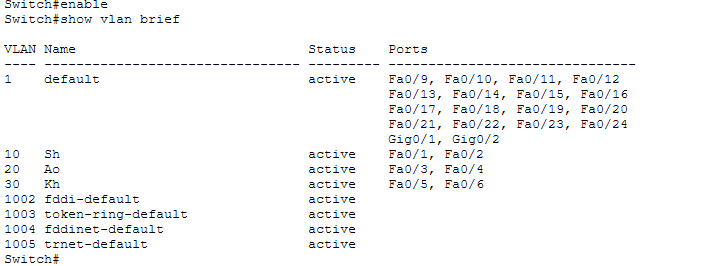 Switch#enable
Switch#show vlan brief
VLAN Name                             Status    Ports
---- -------------------------------- --------- -------------------------------
1    default                          active    Fa0/9, Fa0/10, Fa0/11, Fa0/12
                                                Fa0/13, Fa0/14, Fa0/15, Fa0/16
                                                Fa0/17, Fa0/18, Fa0/19, Fa0/20
                                                Fa0/21, Fa0/22, Fa0/23, Fa0/24
                                                Gig0/1, Gig0/2
10   Sh                               active    Fa0/1, Fa0/2
20   Ao                               active    Fa0/3, Fa0/4
30   Kh                               active    Fa0/5, Fa0/6
1002 fddi-default                     active
1003 token-ring-default               active
1004 fddinet-default                  active
1005 trnet-default                    active
Switch#